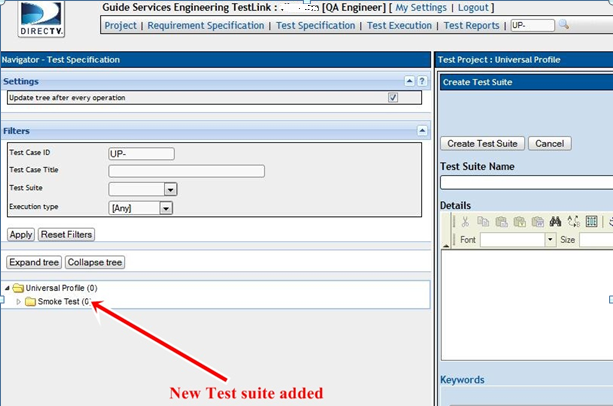 DIRECTV
Guide Services Engineering TestLink : [QA Engineer] [ My Settings | Logout ]
Project | Requirement Specification | Test Specification | Test Execution | Test Reports | UP-
Navigator - Test Specification
Settings
?
Update tree after every operation
Filters
Test Case ID
UP-
Test Case Title
Test Suite
Execution type
[Any]
Apply
Reset Filters
Expand tree
Collapse tree
Universal Profile (0)
Smoke Test (0)
New Test suite added
Test Project : Universal Profile
Create Test Suite
Create Test Suite
Cancel
Test Suite Name
Details
Font
Size
Keywords